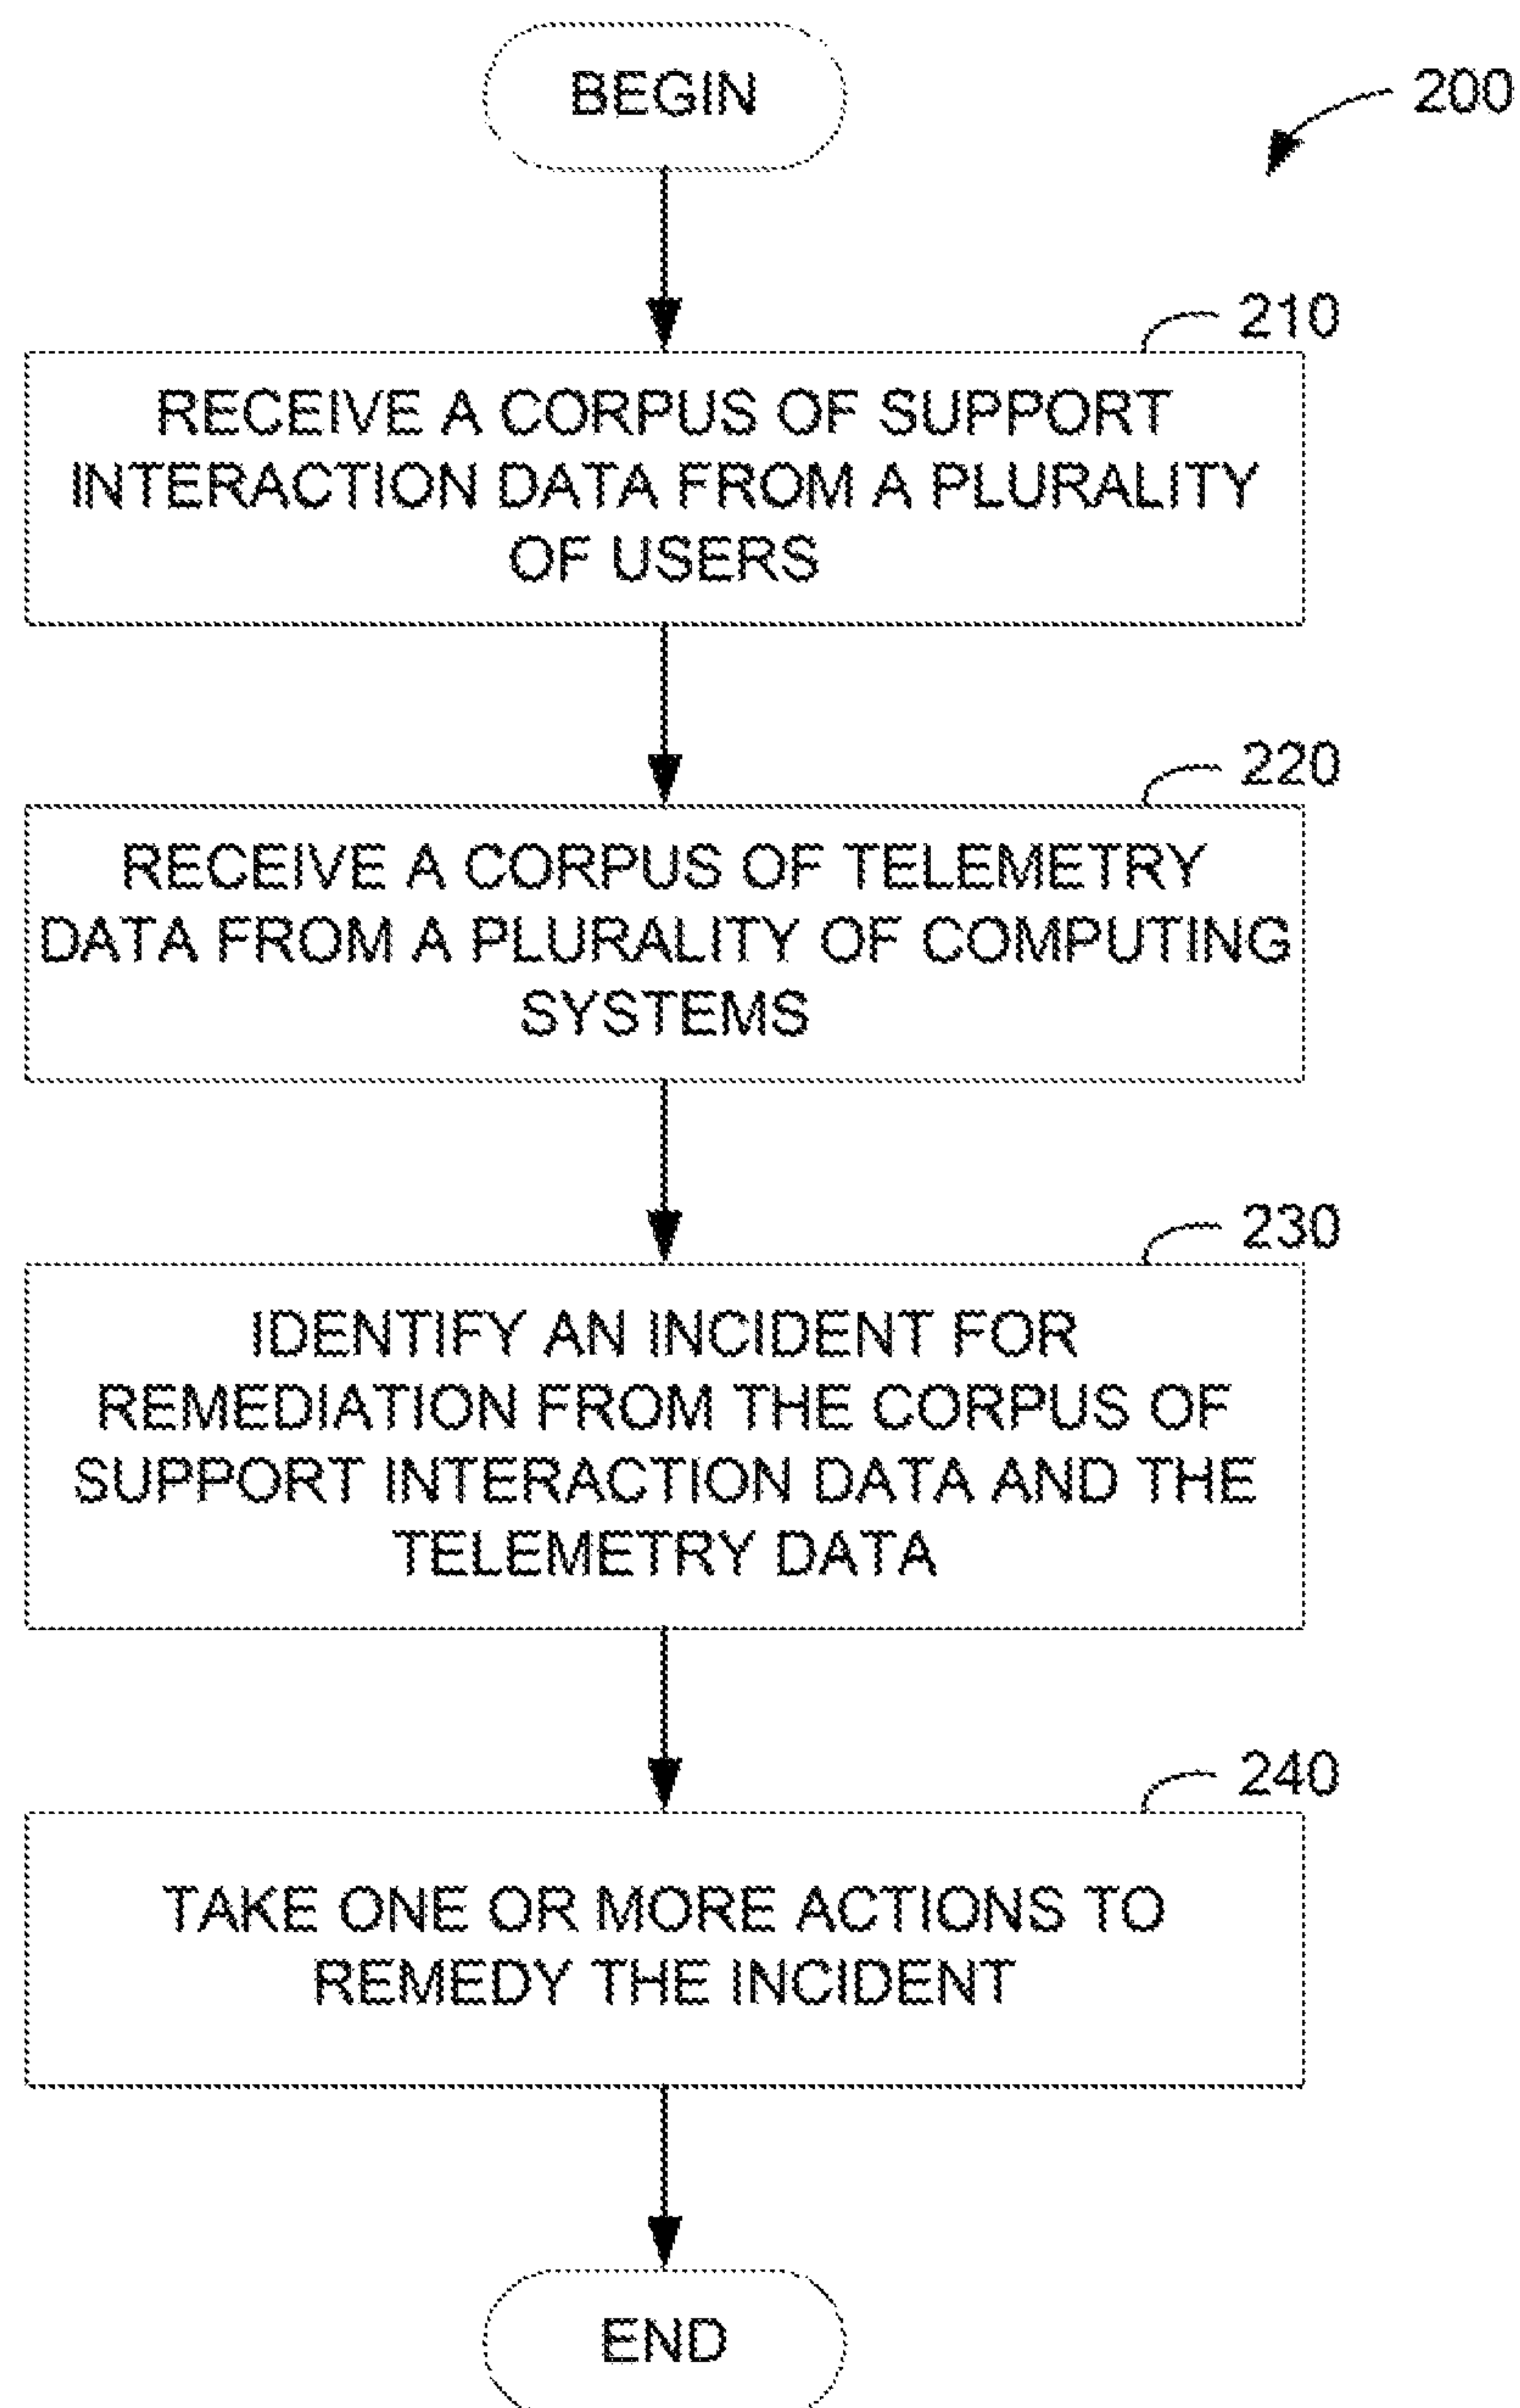 BEGIN
200
210
RECEIVE A CORPUS OF SUPPORT
INTERACTION DATA FROM A PLURALITY
OF USERS
220
RECEIVE A CORPUS OF TELEMETRY
DATA FROM A PLURALITY OF COMPUTING
SYSTEMS
230
IDENTIFY AN INCIDENT FOR
REMEDIATION FROM THE CORPUS OF
SUPPORT INTERACTION DATA AND THE
TELEMETRY DATA
240
TAKE ONE OR MORE ACTIONS TO
REMEDY THE INCIDENT
END